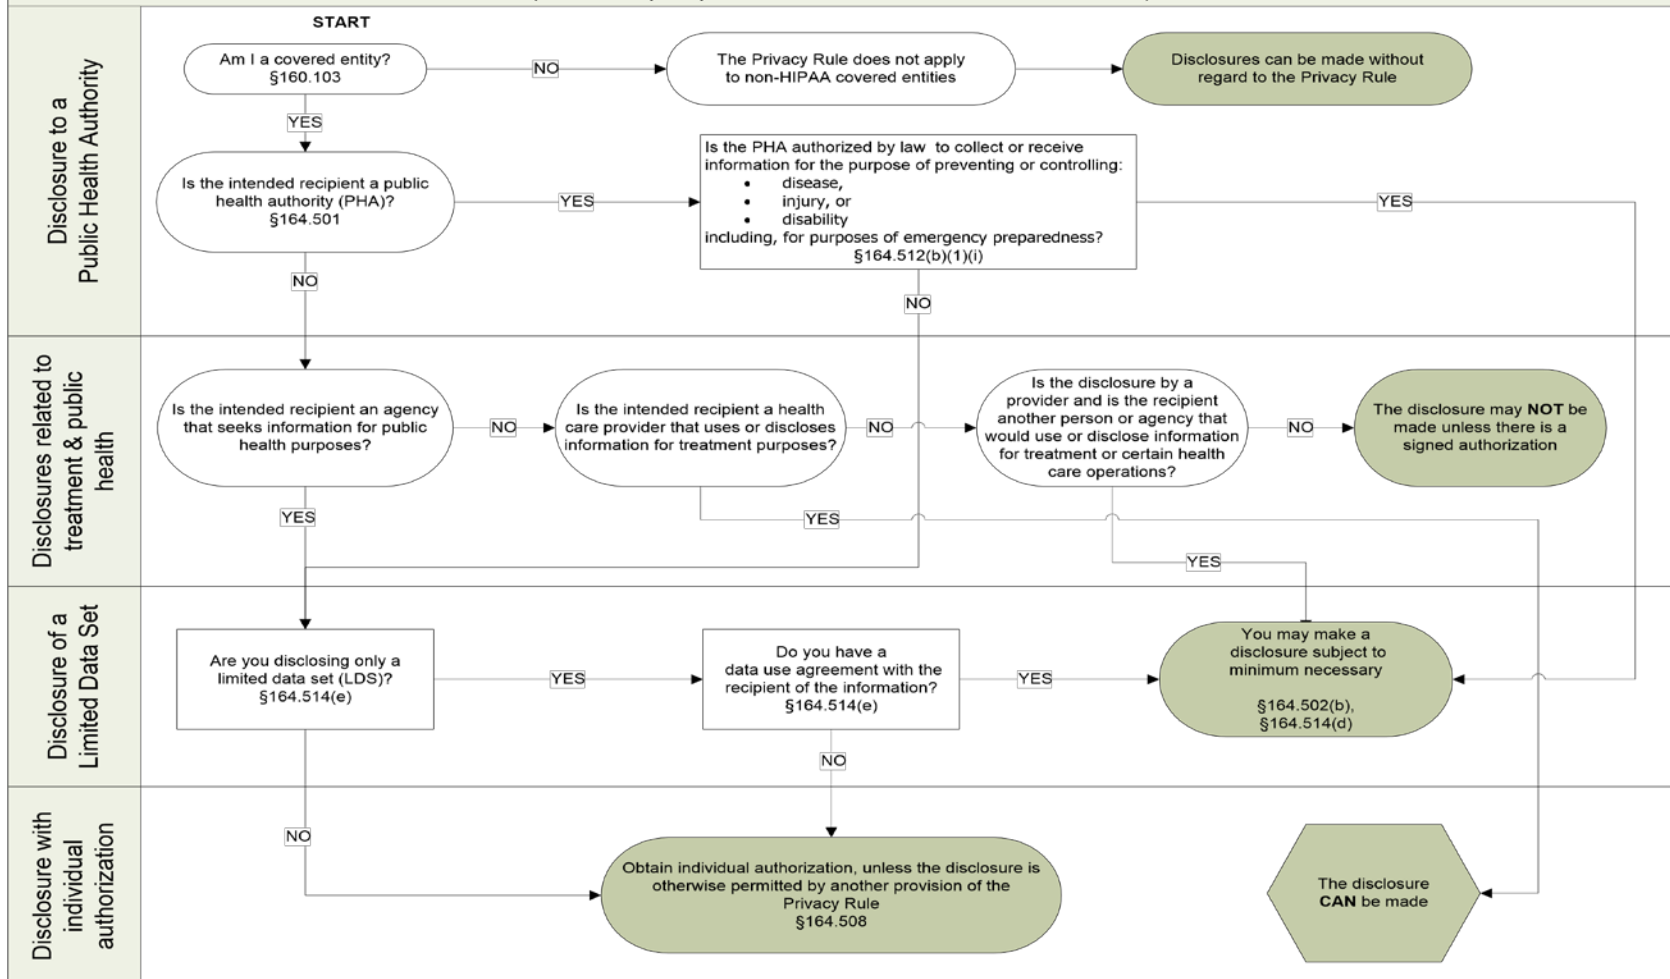 START
Disclosure to a
Public Health Authority
Am I a covered entity?
§160.103
NO
The Privacy Rule does not apply
to non-HIPAA covered entities
Disclosures can be made without
regard to the Privacy Rule
YES
Is the intended recipient a public
health authority (PHA)?
§164.501
YES
Is the PHA authorized by law to collect or receive
information for the purpose of preventing or controlling:
• disease,
• injury, or
• disability
including, for purposes of emergency preparedness?
§164.512(b)(1)(i)
YES
NO
NO
Disclosures related to
treatment & public
health
Is the intended recipient an agency
that seeks information for public
health purposes?
NO
Is the intended recipient a health
care provider that uses or discloses
information for treatment purposes?
NO
Is the disclosure by a
provider and is the recipient
another person or agency that
would use or disclose information
for treatment or certain health
care operations?
NO
The disclosure may NOT be
made unless there is a
signed authorization
YES
YES
YES
Disclosure of a
Limited Data Set
Are you disclosing only a
limited data set (LDS)?
§164.514(e)
YES
Do you have a
data use agreement with the
recipient of the information?
§164.514(e)
YES
You may make a
disclosure subject to
minimum necessary
§164.502(b),
§164.514(d)
NO
Disclosure with
individual
authorization
NO
Obtain individual authorization, unless the disclosure is
otherwise permitted by another provision of the
Privacy Rule
§164.508
The disclosure
CAN be made